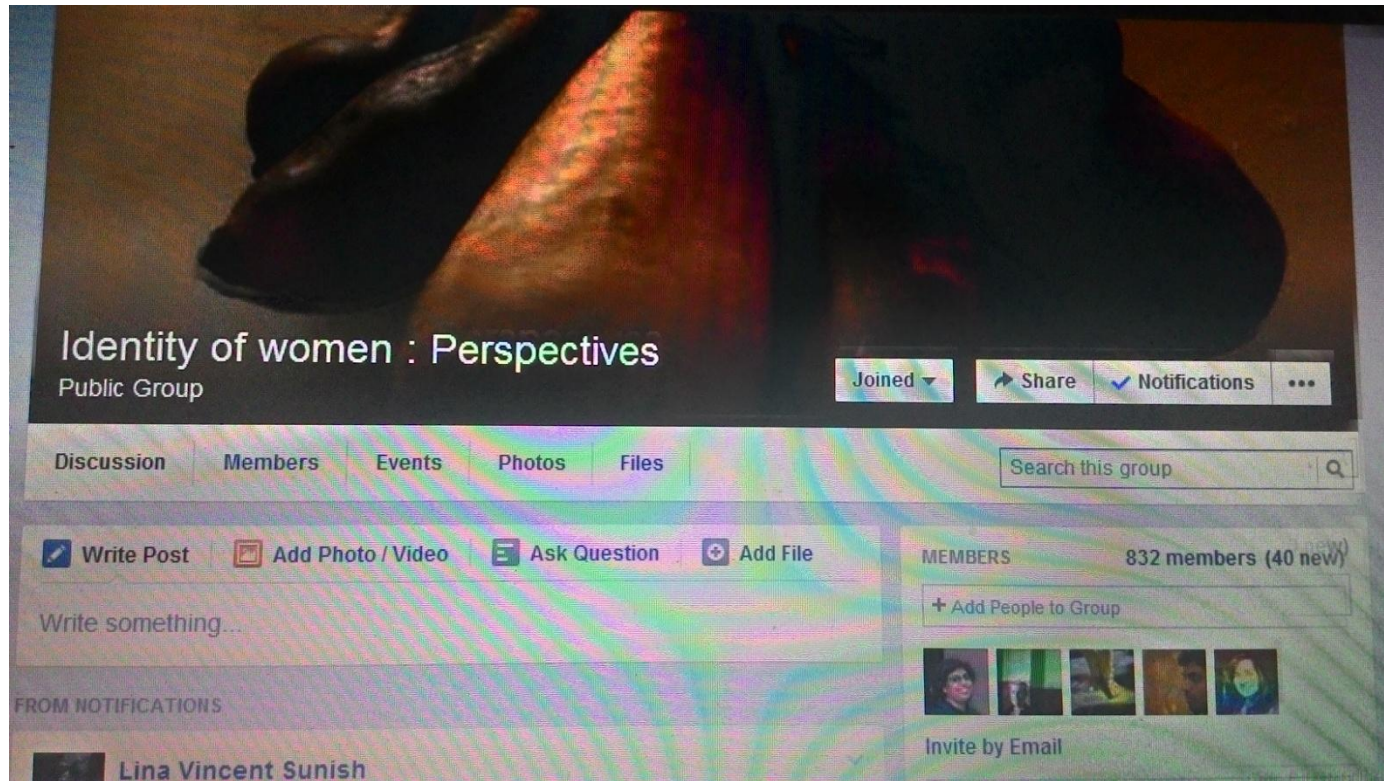 Identity of women : Perspectives
Public Group
Joined
Share
Notifications
Discussion
Members
Events
Photos
Files
Search this group
Write Post
Add Photo / Video
Ask Question
Add File
Write something...
MEMBERS
832 members (40 new)
+ Add People to Group
Invite by Email
FROM NOTIFICATIONS
Lina Vincent Sunish